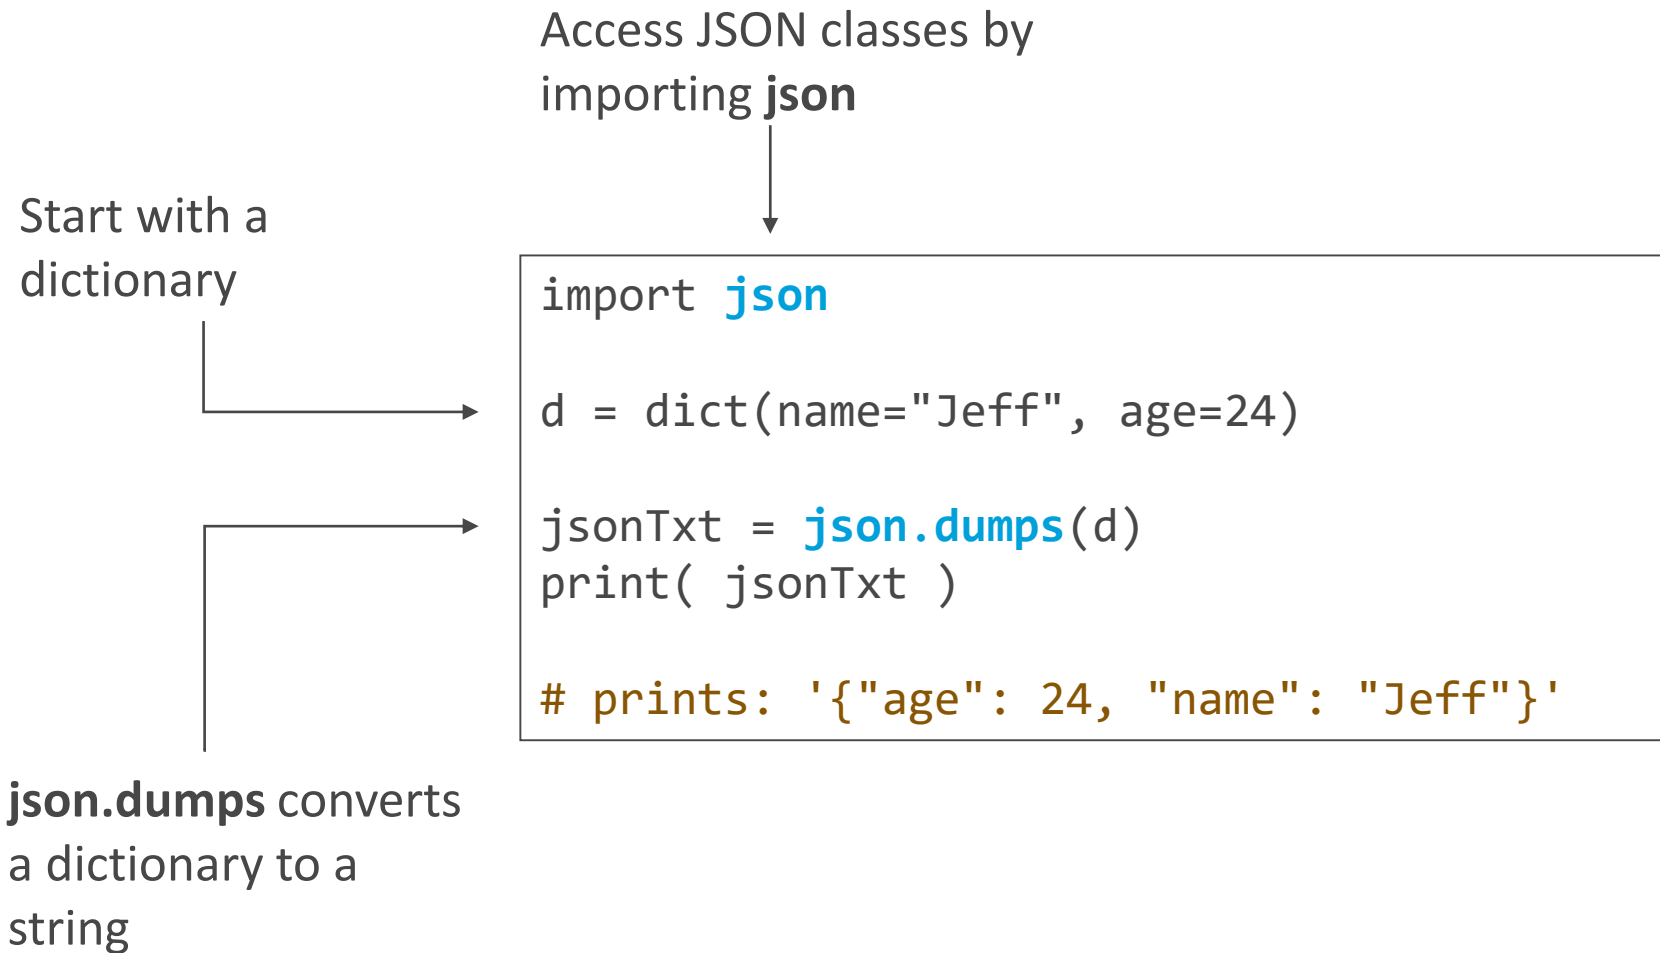 Access JSON classes by
importing json
Start with a
dictionary
import json
d = dict(name="Jeff", age=24)
jsonTxt = json.dumps(d)
print( jsonTxt )
# prints: '{"age": 24, "name": "Jeff"}'
json.dumps converts
a dictionary to a
string